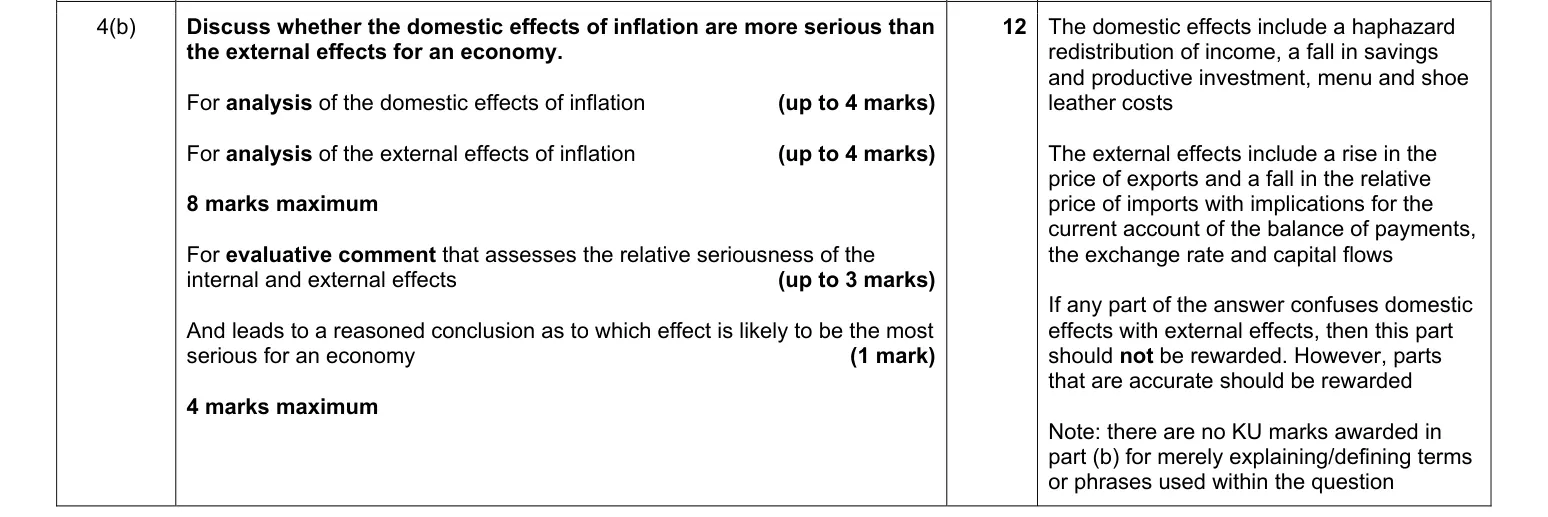 4(b)
Discuss whether the domestic effects of inflation are more serious than
the external effects for an economy.
For analysis of the domestic effects of inflation (up to 4 marks)
For analysis of the external effects of inflation (up to 4 marks)
8 marks maximum
For evaluative comment that assesses the relative seriousness of the
internal and external effects (up to 3 marks)
And leads to a reasoned conclusion as to which effect is likely to be the most
serious for an economy (1 mark)
4 marks maximum
12
The domestic effects include a haphazard
redistribution of income, a fall in savings
and productive investment, menu and shoe
leather costs
The external effects include a rise in the
price of exports and a fall in the relative
price of imports with implications for the
current account of the balance of payments,
the exchange rate and capital flows
If any part of the answer confuses domestic
effects with external effects, then this part
should not be rewarded. However, parts
that are accurate should be rewarded
Note: there are no KU marks awarded in
part (b) for merely explaining/defining terms
or phrases used within the question